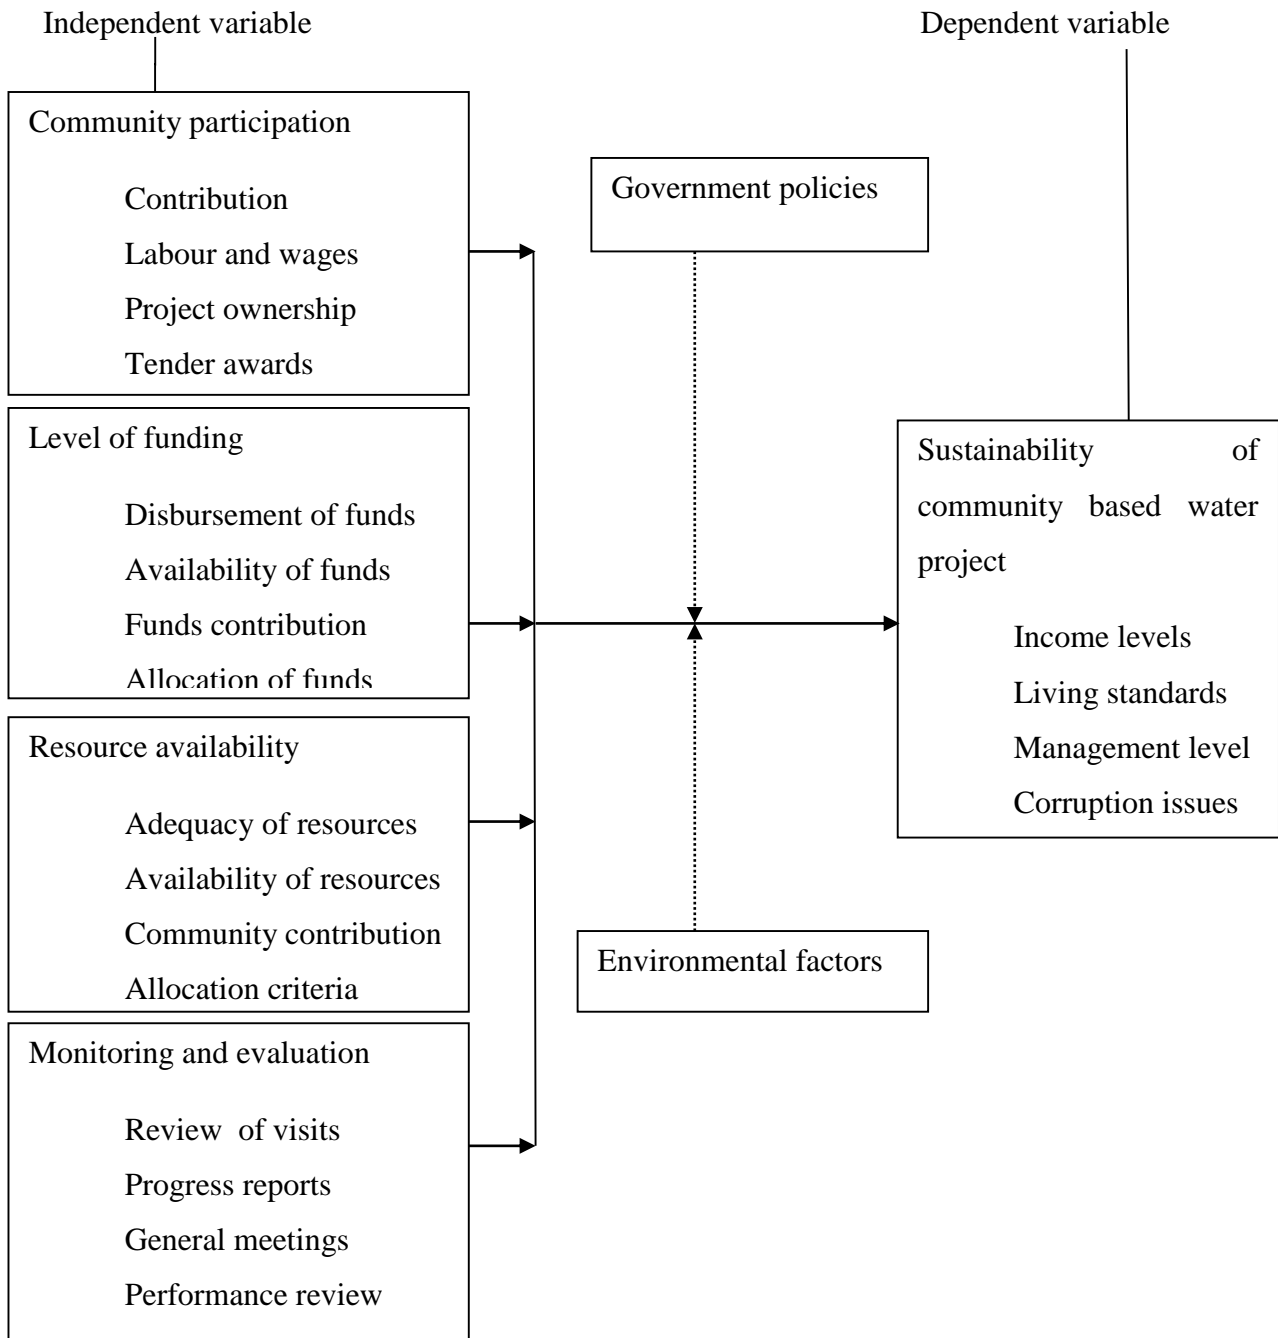 Independent variable
Dependent variable
Community participation
Contribution
Labour and wages
Project ownership
Tender awards
Level of funding
Disbursement of funds
Availability of funds
Funds contribution
Allocation of funds
Resource availability
Adequacy of resources
Availability of resources
Community contribution
Allocation criteria
Monitoring and evaluation
Review of visits
Progress reports
General meetings
Performance review
Government policies
Environmental factors
Sustainability of
community based water
project
Income levels
Living standards
Management level
Corruption issues